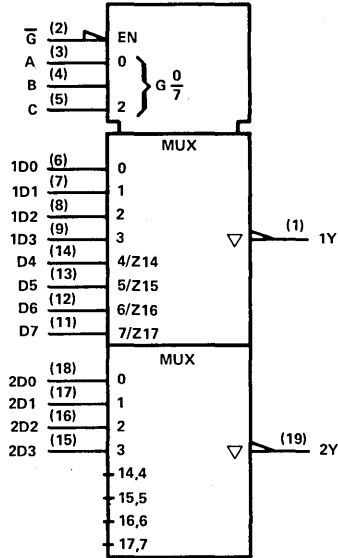 G̅ (2) EN
A (3) 0
B (4) G 0/7
C (5) 2
MUX
1D0 (6) 0
1D1 (7) 1
1D2 (8) 2
1D3 (9) 3 ▽ (1) 1Y
D4 (14) 4/Z14
D5 (13) 5/Z15
D6 (12) 6/Z16
D7 (11) 7/Z17
MUX
2D0 (18) 0
2D1 (17) 1
2D2 (16) 2
2D3 (15) 3 ▽ (19) 2Y
14,4
15,5
16,6
17,7